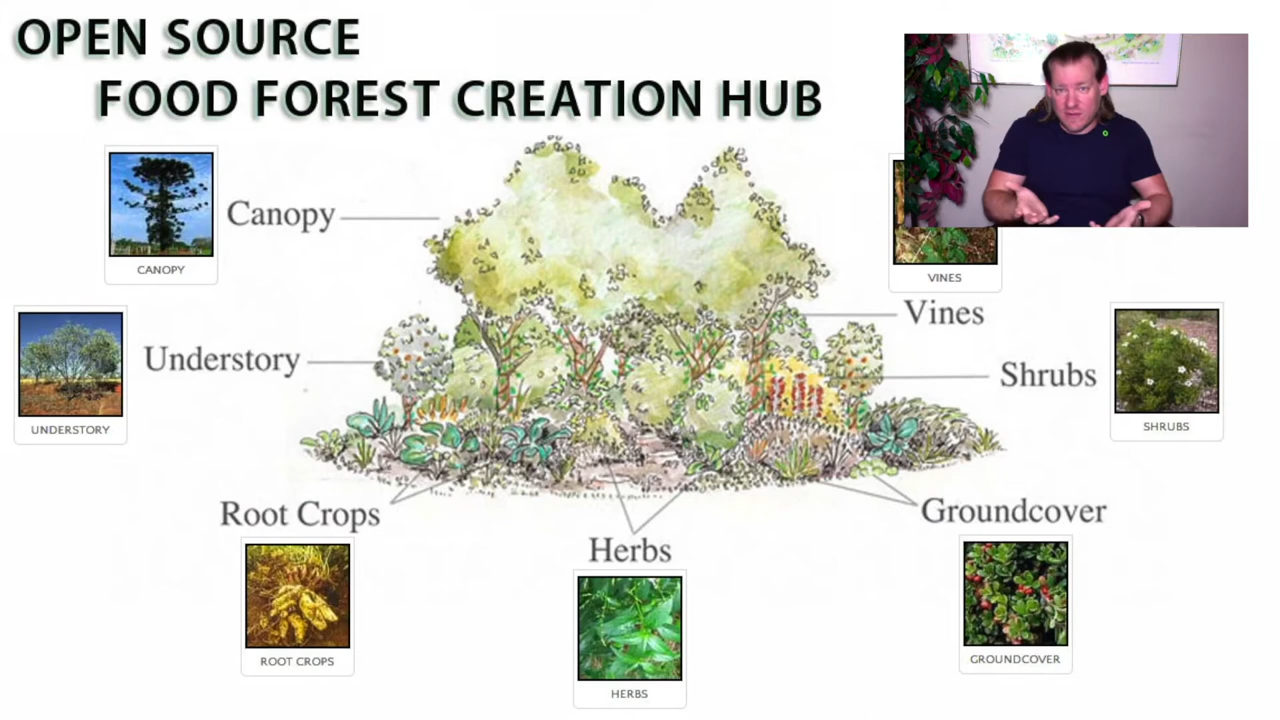 OPEN SOURCE
FOOD FOREST CREATION HUB
CANOPY
Canopy
VINES
Vines
UNDERSTORY
Understory
Shrubs
SHRUBS
Root Crops
ROOT CROPS
Herbs
HERBS
Groundcover
GROUNDCOVER